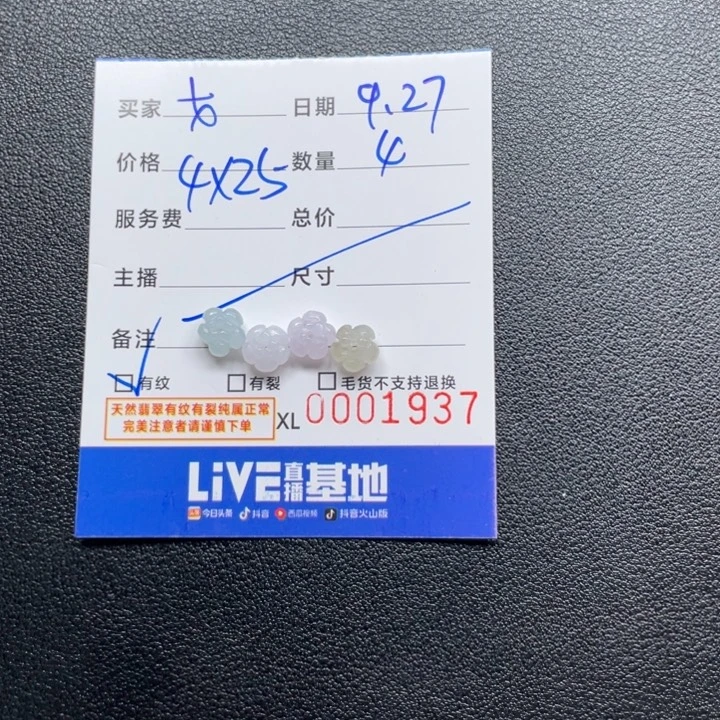 买家 日期 9.27
价格 4X25 数量 4
服务费 总价
主播 尺寸
备注
有纹 有裂 毛货不支持退换
天然翡翠有纹有裂纯属正常
完美注意者请谨慎下单
XL 0001937
LiVE直播基地
今日头条 抖音 西瓜视频 抖音火山版